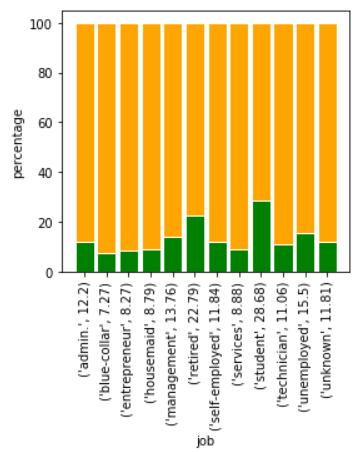 100
80
60
40
20
0
percentage
('admin.', 12.2)
('blue-collar', 7.27)
('entrepreneur', 8.27)
('housemaid', 8.79)
('management', 13.76)
('retired', 22.79)
('self-employed', 11.84)
('services', 8.88)
('student', 28.68)
('technician', 11.06)
('unemployed', 15.5)
('unknown', 11.81)
job